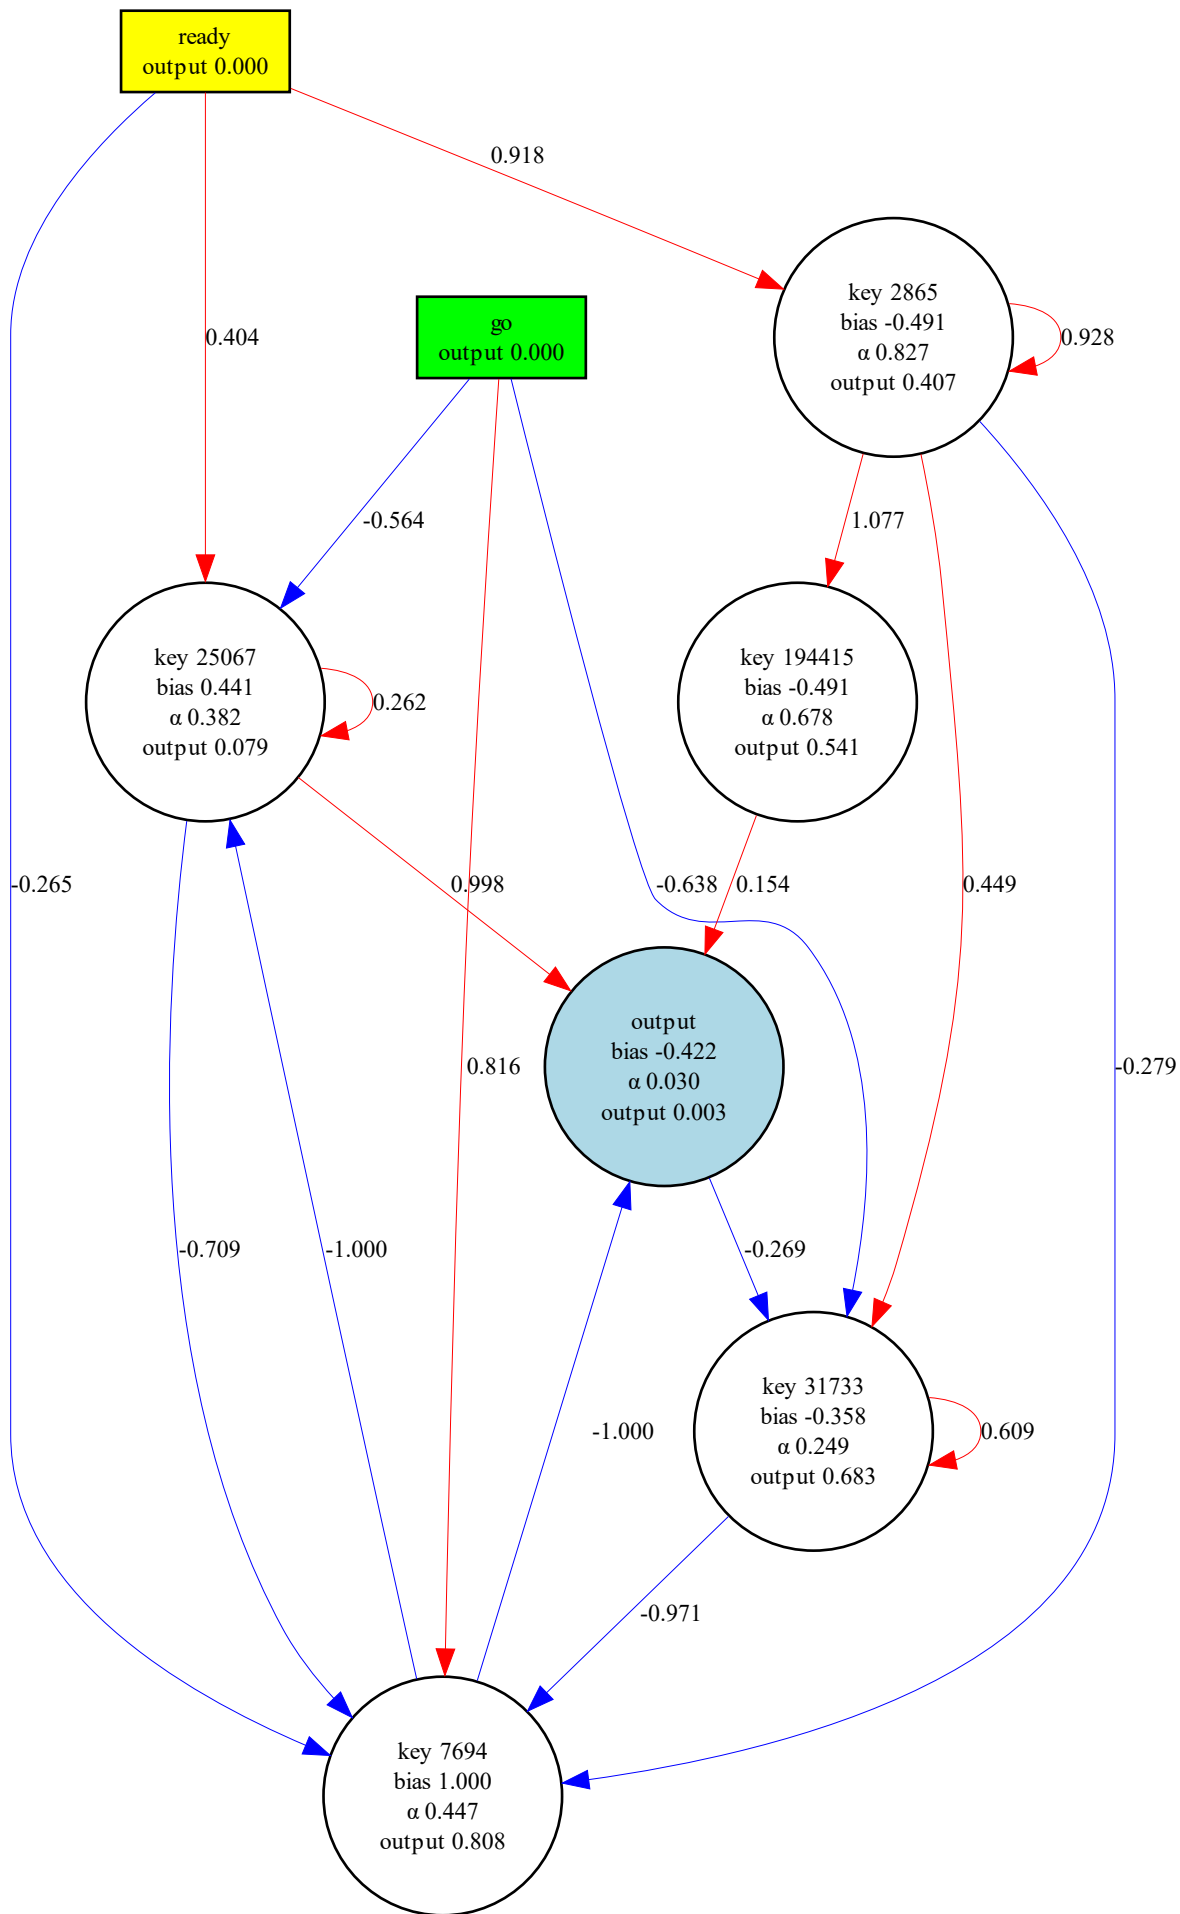 ready
output 0.000
0.918
key 2865
bias -0.491
α 0.827
output 0.407
0.928
go
output 0.000
0.404
-0.564
1.077
key 25067
bias 0.441
α 0.382
output 0.079
0.262
key 194415
bias -0.491
α 0.678
output 0.541
-0.265
0.998
-0.638
0.154
0.449
output
bias -0.422
α 0.030
output 0.003
0.816
-0.279
-0.709
-1.000
-0.269
key 31733
bias -0.358
α 0.249
output 0.683
-1.000
0.609
-0.971
key 7694
bias 1.000
α 0.447
output 0.808